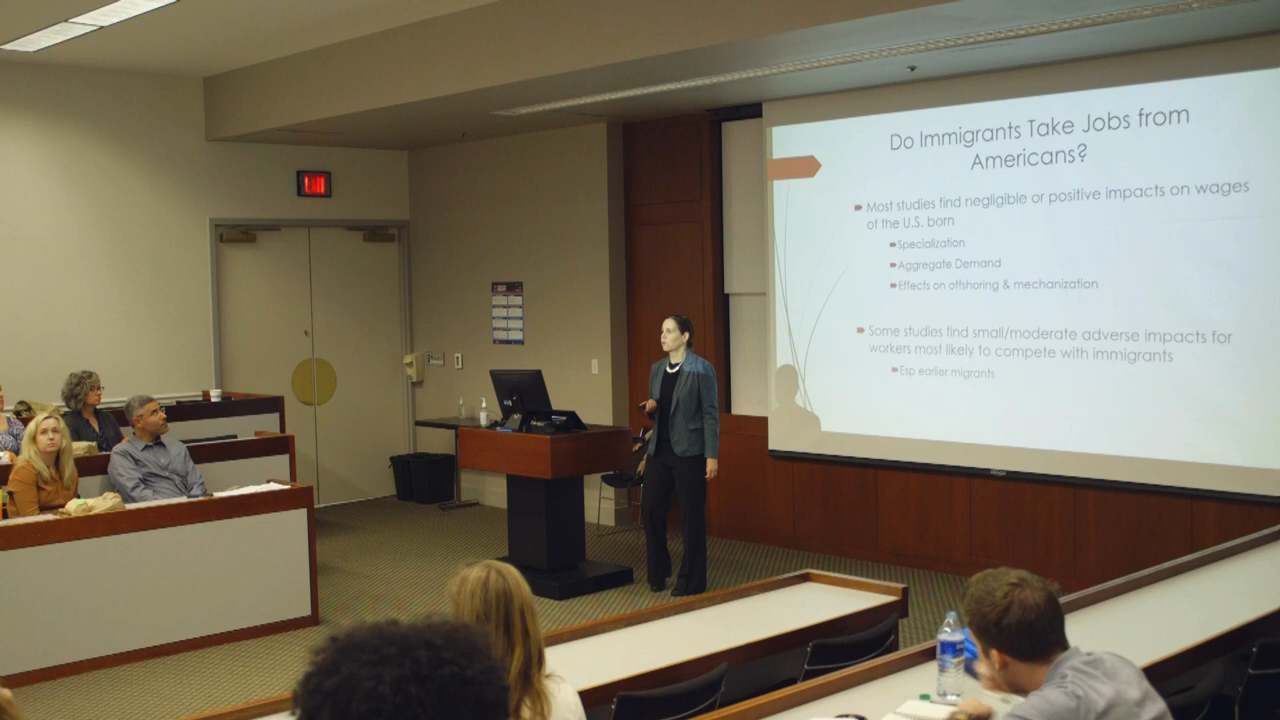 EXIT
Do Immigrants Take Jobs from
Americans?
Most studies find negligible or positive impacts on wages
of the U.S. born
Specialization
Aggregate Demand
Effects on offshoring & mechanization
Some studies find small/moderate adverse impacts for
workers most likely to compete with immigrants
Esp earlier migrants